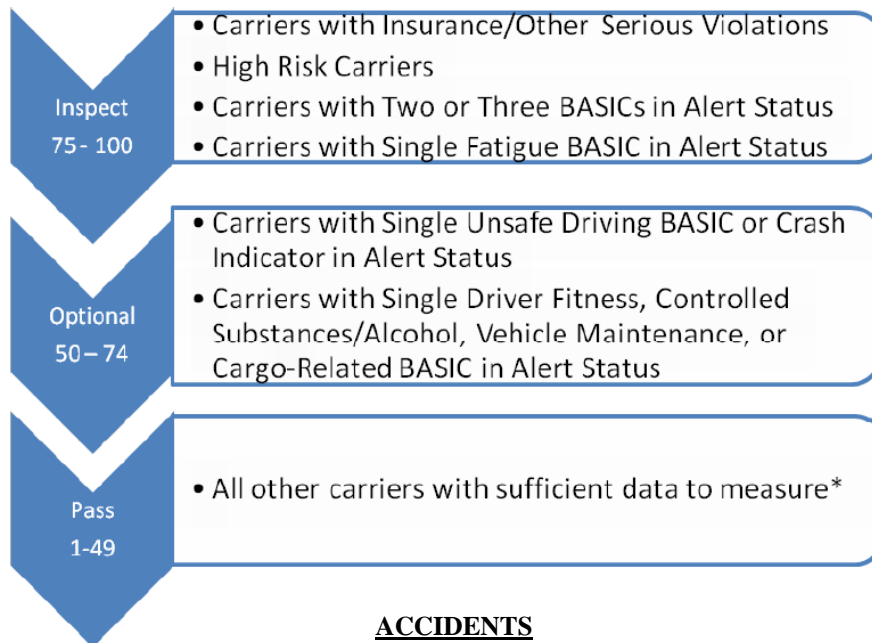 Inspect
75 - 100
• Carriers with Insurance/Other Serious Violations
• High Risk Carriers
• Carriers with Two or Three BASICs in Alert Status
• Carriers with Single Fatigue BASIC in Alert Status
Optional
50 – 74
• Carriers with Single Unsafe Driving BASIC or Crash
Indicator in Alert Status
• Carriers with Single Driver Fitness, Controlled
Substances/Alcohol, Vehicle Maintenance, or
Cargo-Related BASIC in Alert Status
Pass
1-49
• All other carriers with sufficient data to measure*
ACCIDENTS